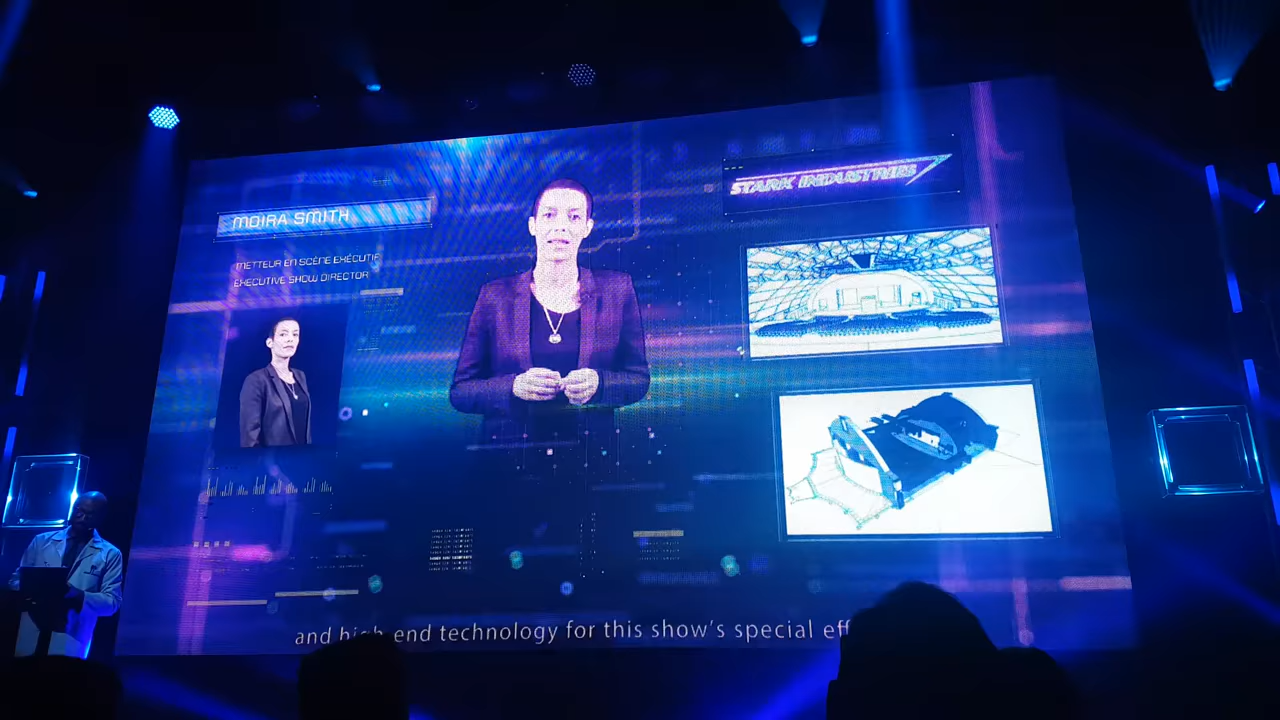 MOIRA SMITH
METTEUR EN SCÈNE EXÉCUTIF
EXECUTIVE SHOW DIRECTOR
STARK INDUSTRIES
and high end technology for this show's special